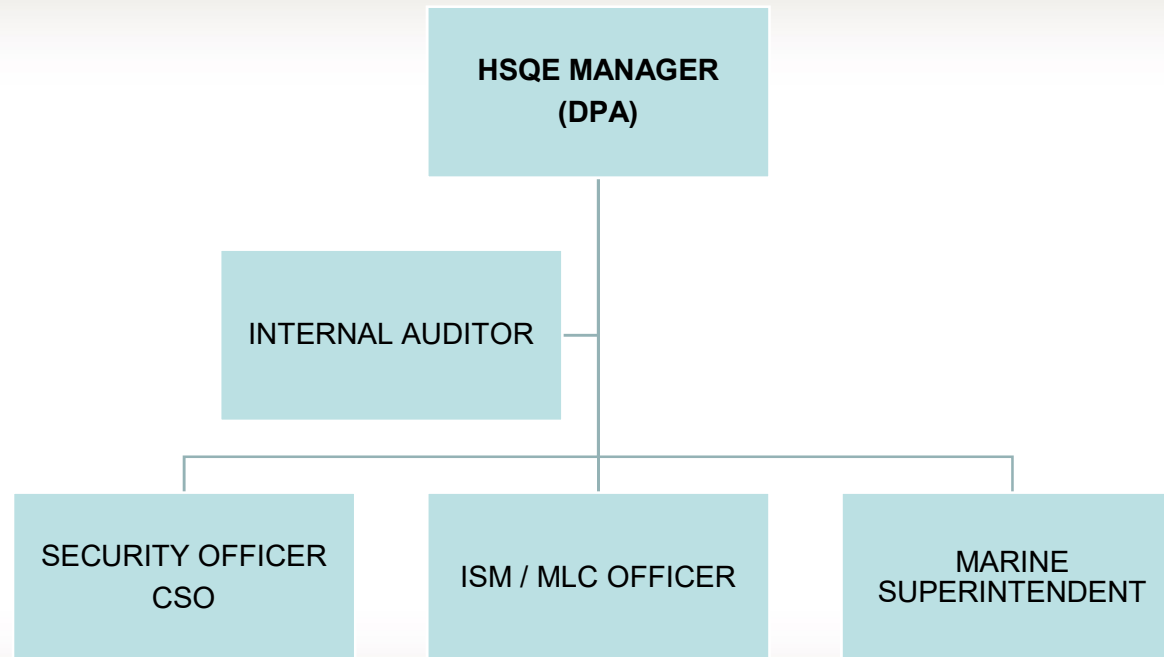 HSQE MANAGER
(DPA)
INTERNAL AUDITOR
SECURITY OFFICER
CSO
ISM / MLC OFFICER
MARINE
SUPERINTENDENT